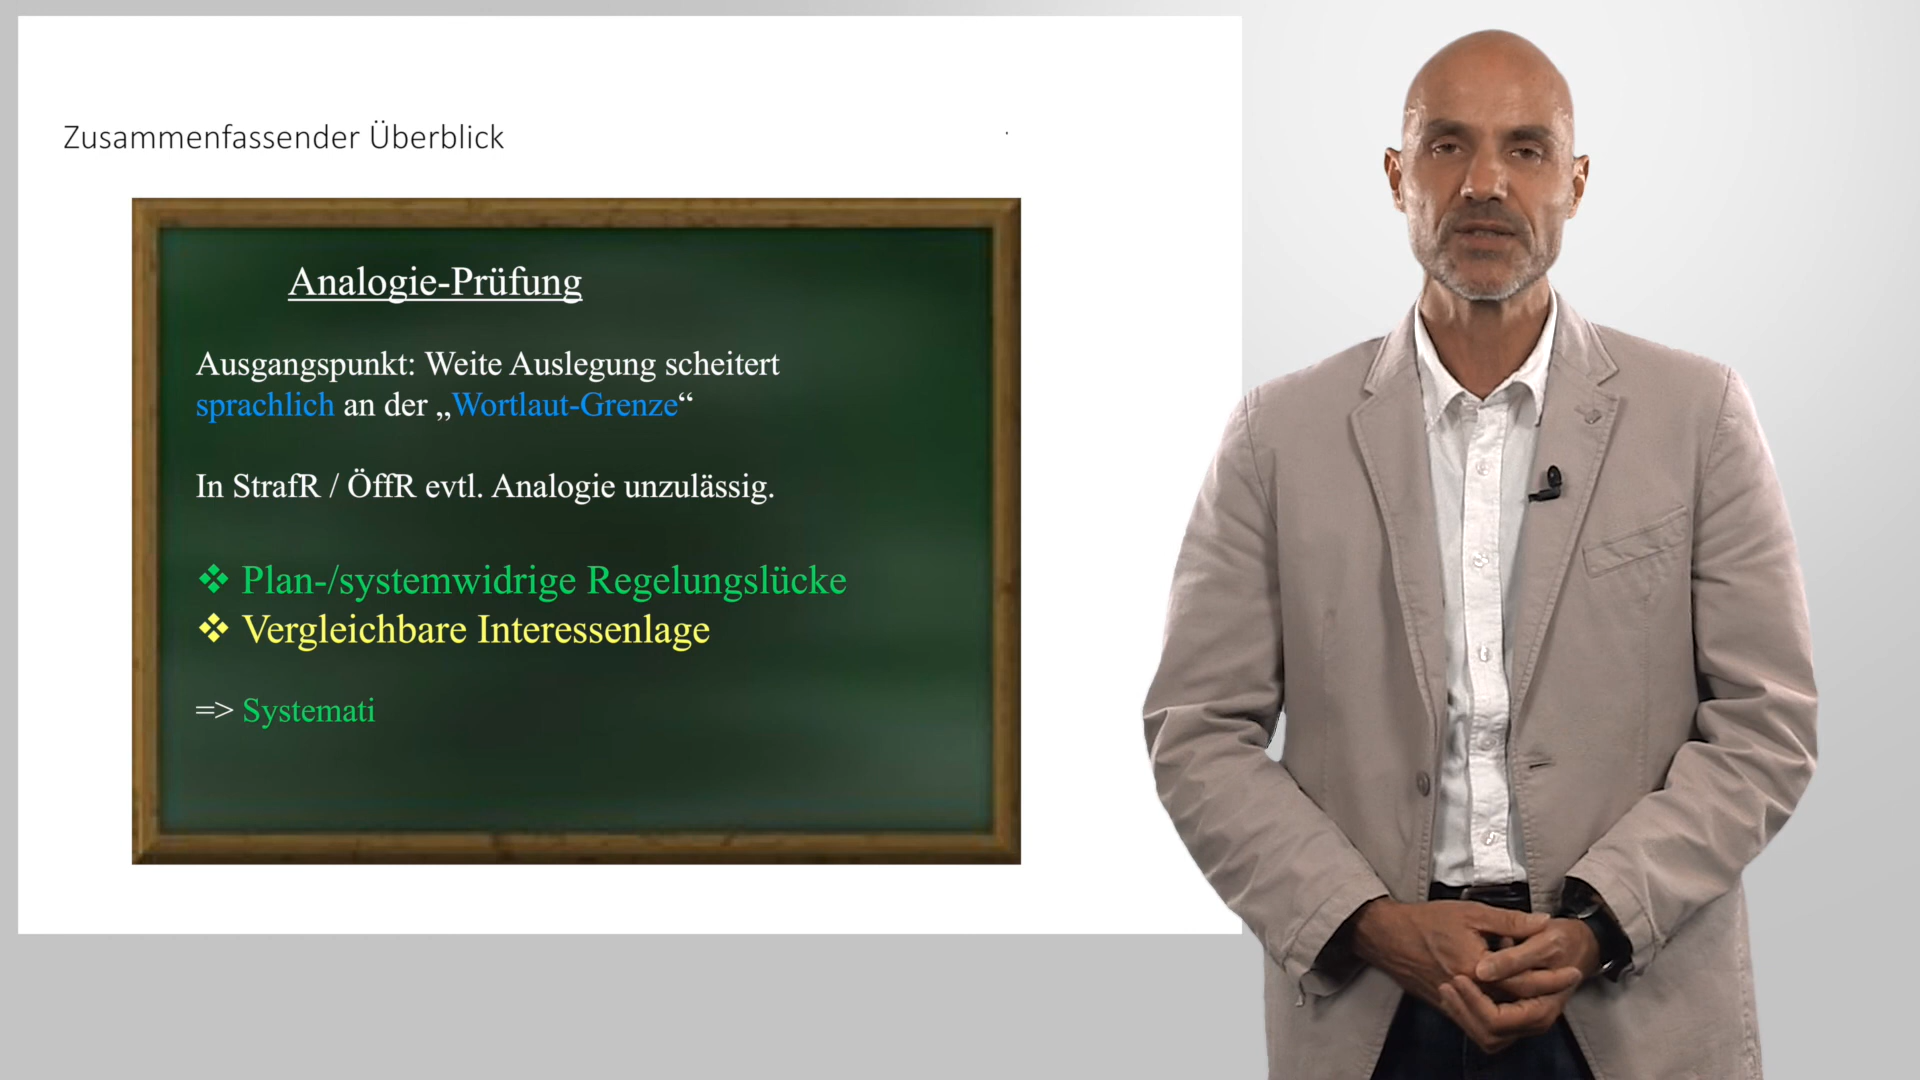 Zusammenfassender Überblick
Analogie-Prüfung
Ausgangspunkt: Weite Auslegung scheitert
sprachlich an der „Wortlaut-Grenze“
In StrafR / ÖffR evtl. Analogie unzulässig.
❖ Plan-/systemwidrige Regelungslücke
❖ Vergleichbare Interessenlage
=> Systemati